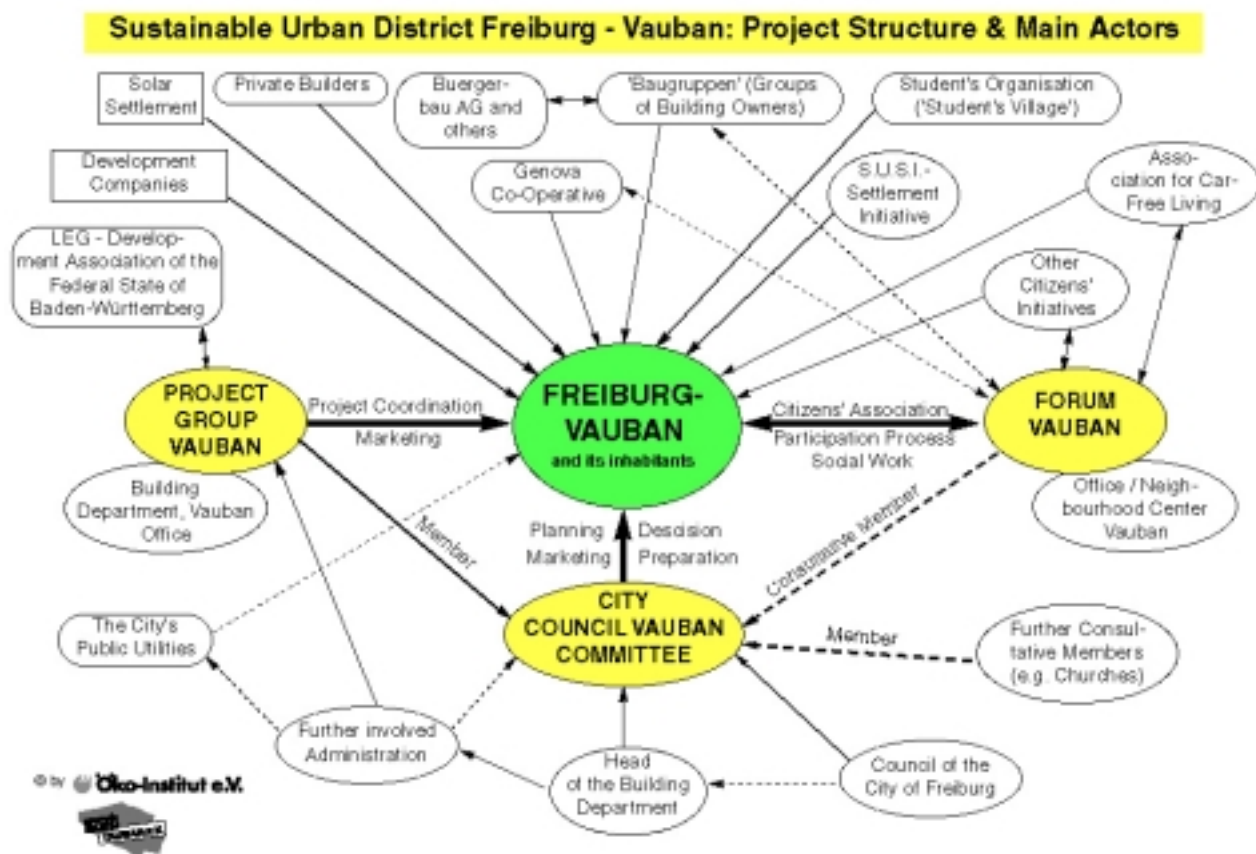 Sustainable Urban District Freiburg - Vauban: Project Structure & Main Actors
Solar
Settlement
Private Builders
Buerger-
bau AG and
others
'Baugruppen' (Groups
of Building Owners)
Student's Organisation
('Student's Village')
Development
Companies
Genova
Co-Operative
S.U.S.I.-
Settlement
Initiative
Asso-
ciation for Car-
Free Living
LEG - Develop-
ment Association of the
Federal State of
Baden-Württemberg
Other
Citizens'
Initiatives
PROJECT
GROUP
VAUBAN
Project Coordination
Marketing
FREIBURG-
VAUBAN
and its inhabitants
Citizens' Association
Participation Process
Social Work
FORUM
VAUBAN
Building
Department, Vauban
Office
Office / Neigh-
bourhood Center
Vauban
Member
Planning
Marketing
Descision
Preparation
Consultative Member
The City's
Public Utilities
CITY
COUNCIL VAUBAN
COMMITTEE
Member
Further Consul-
tative Members
(e.g. Churches)
Further involved
Administration
Head
of the Building
Department
Council of the
City of Freiburg
© by Öko-Institut e.V.